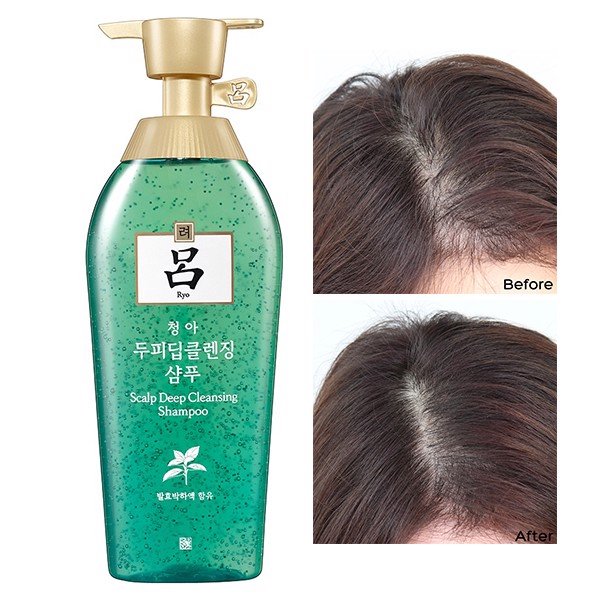 呂
려
呂
Ryo
청아
두피딥클렌징
샴푸
Scalp Deep Cleansing
Shampoo
발효박하액 함유
Before
After